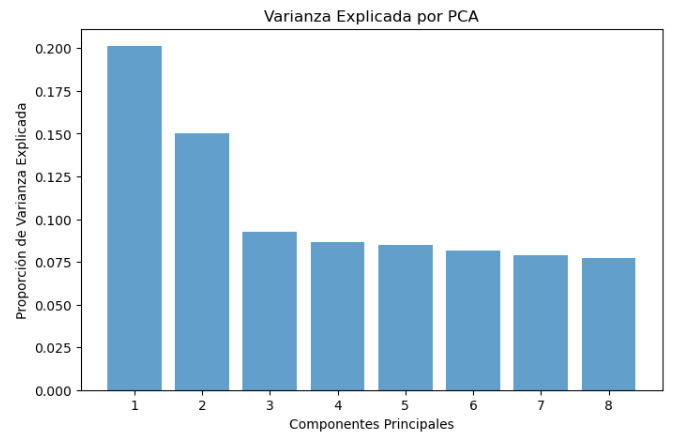 Varianza Explicada por PCA
Proporción de Varianza Explicada
0.200
0.175
0.150
0.125
0.100
0.075
0.050
0.025
0.000
1 2 3 4 5 6 7 8
Componentes Principales